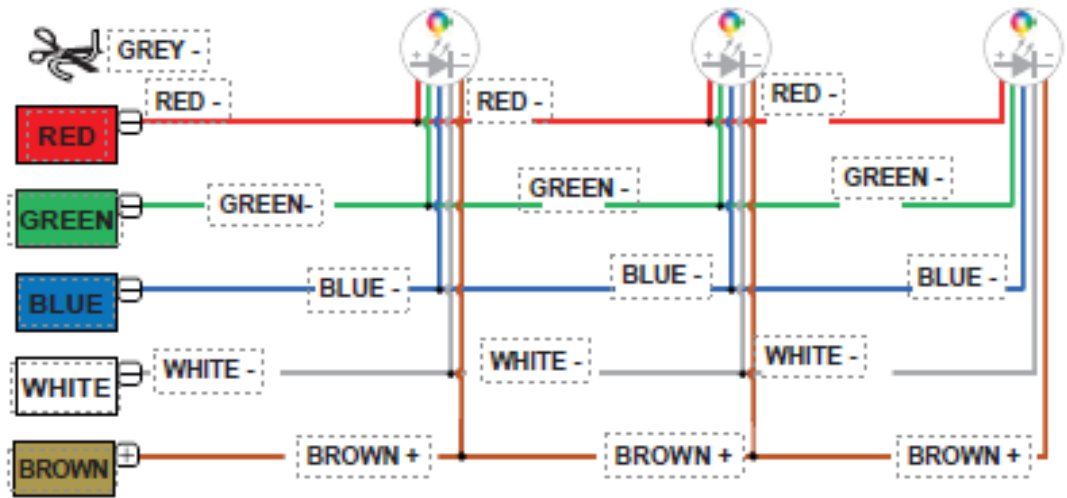 GREY -
+ - + - + -
RED - RED - RED -
RED
GREEN- GREEN - GREEN -
GREEN
BLUE - BLUE - BLUE -
BLUE
WHITE - WHITE - WHITE -
WHITE
BROWN + BROWN + BROWN +
BROWN